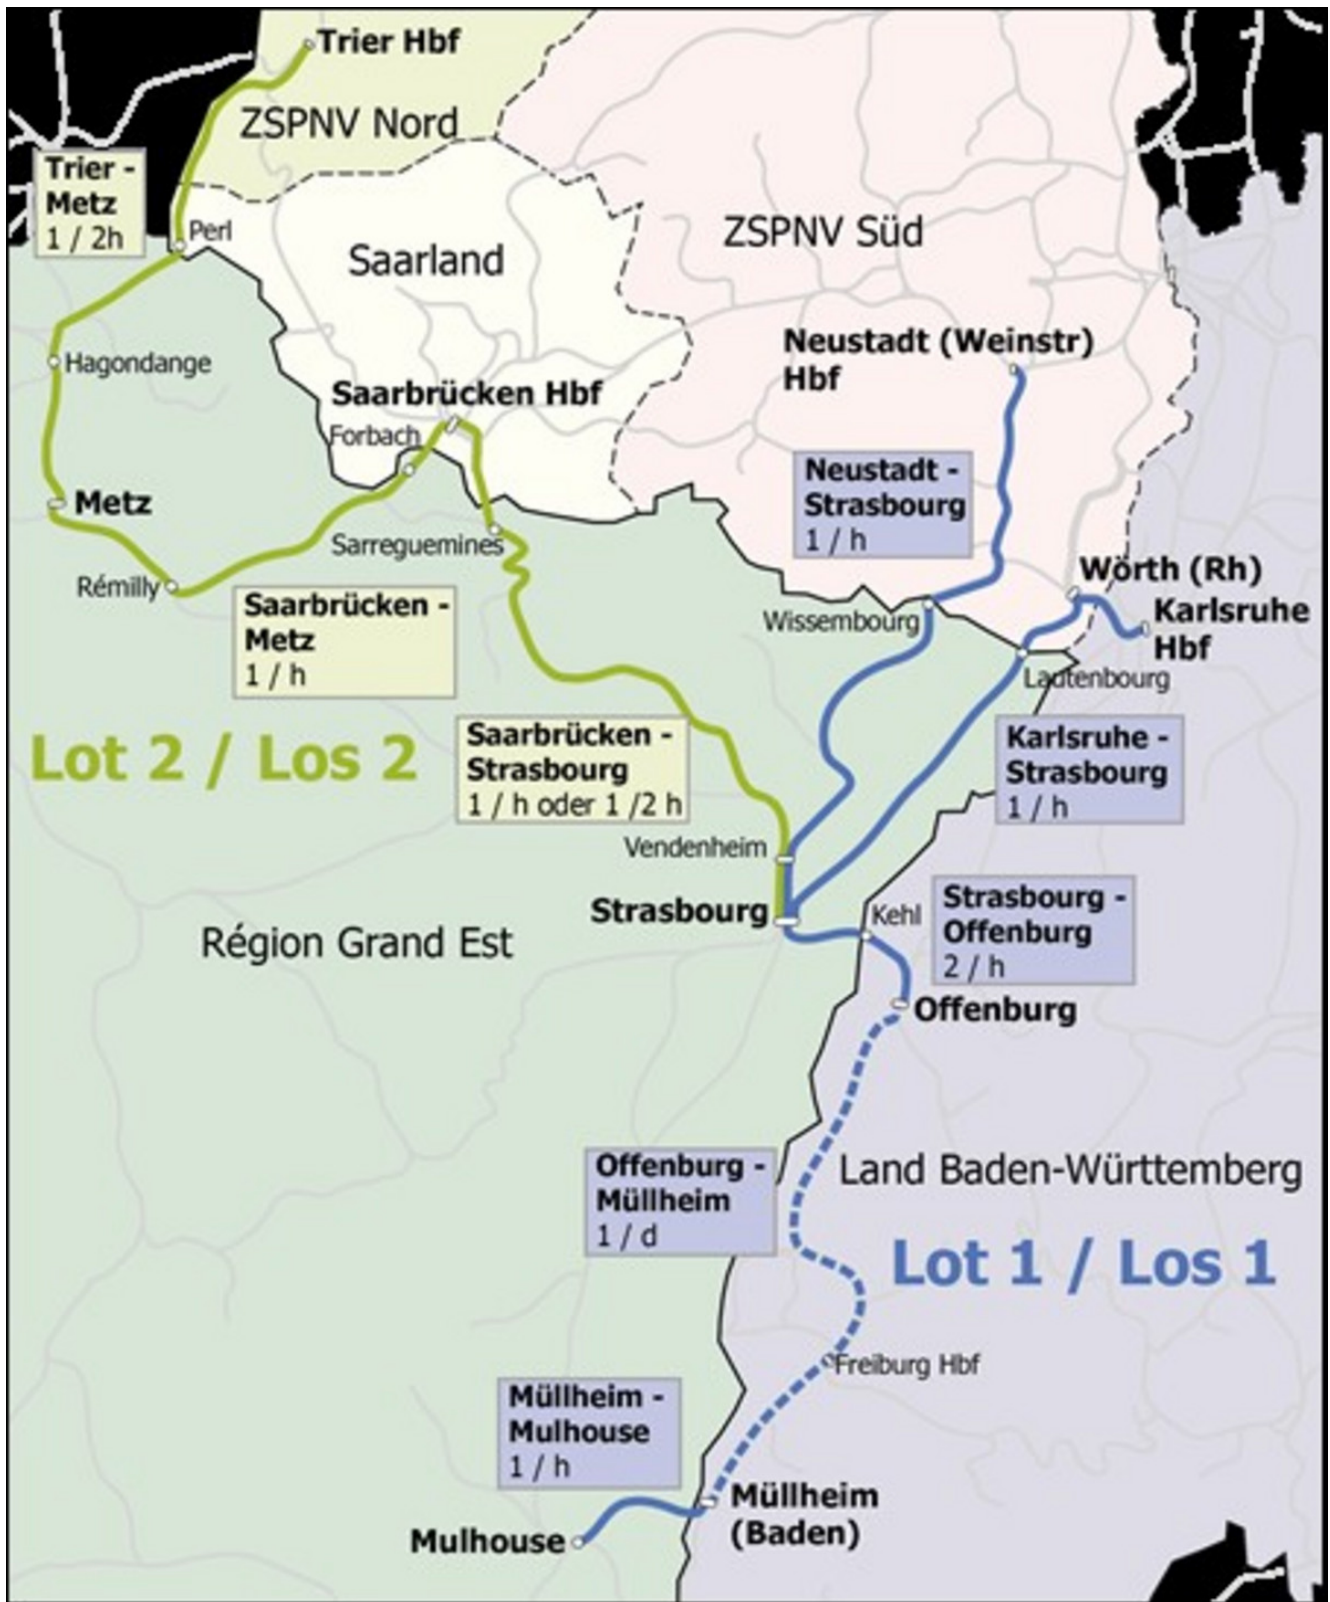 Trier Hbf
ZSPNV Nord
Trier -
Metz
1 / 2h
Perl
Saarland
ZSPNV Süd
Hagondange
Neustadt (Weinstr)
Hbf
Saarbrücken Hbf
Forbach
Neustadt -
Strasbourg
1 / h
Metz
Sarreguemines
Rémilly
Wörth (Rh)
Karlsruhe
Hbf
Wissembourg
Saarbrücken -
Metz
1 / h
Lautenbourg
Lot 2 / Los 2
Saarbrücken -
Strasbourg
1 / h oder 1 /2 h
Karlsruhe -
Strasbourg
1 / h
Vendenheim
Strasbourg
Kehl
Strasbourg -
Offenburg
2 / h
Région Grand Est
Offenburg
Offenburg -
Müllheim
1 / d
Land Baden-Württemberg
Lot 1 / Los 1
Freiburg Hbf
Müllheim -
Mulhouse
1 / h
Müllheim
(Baden)
Mulhouse